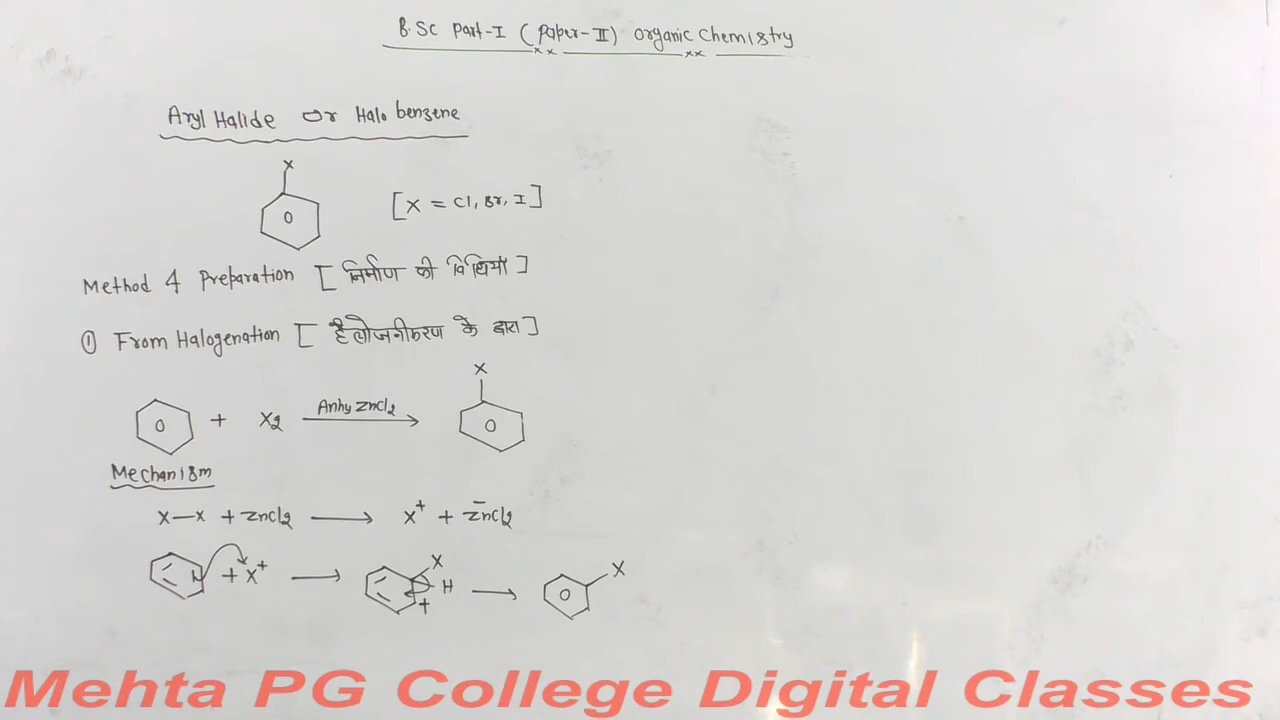 B.Sc Part-I (Paper-II) Organic Chemistry
Aryl Halide Or Halo benzene
X
[X = Cl, Br, I]
Method 4 Preparation [निर्माण की विधियाँ]
① From Halogenation [हैलोजनीकरण के द्वारा]
X
+ X2 Anhy ZnCl2
Mechanism
X—X + ZnCl2 ⟶ X+ + Z̄nCl2
+ X+ ⟶ X H + ⟶ X
Mehta PG College Digital Classes